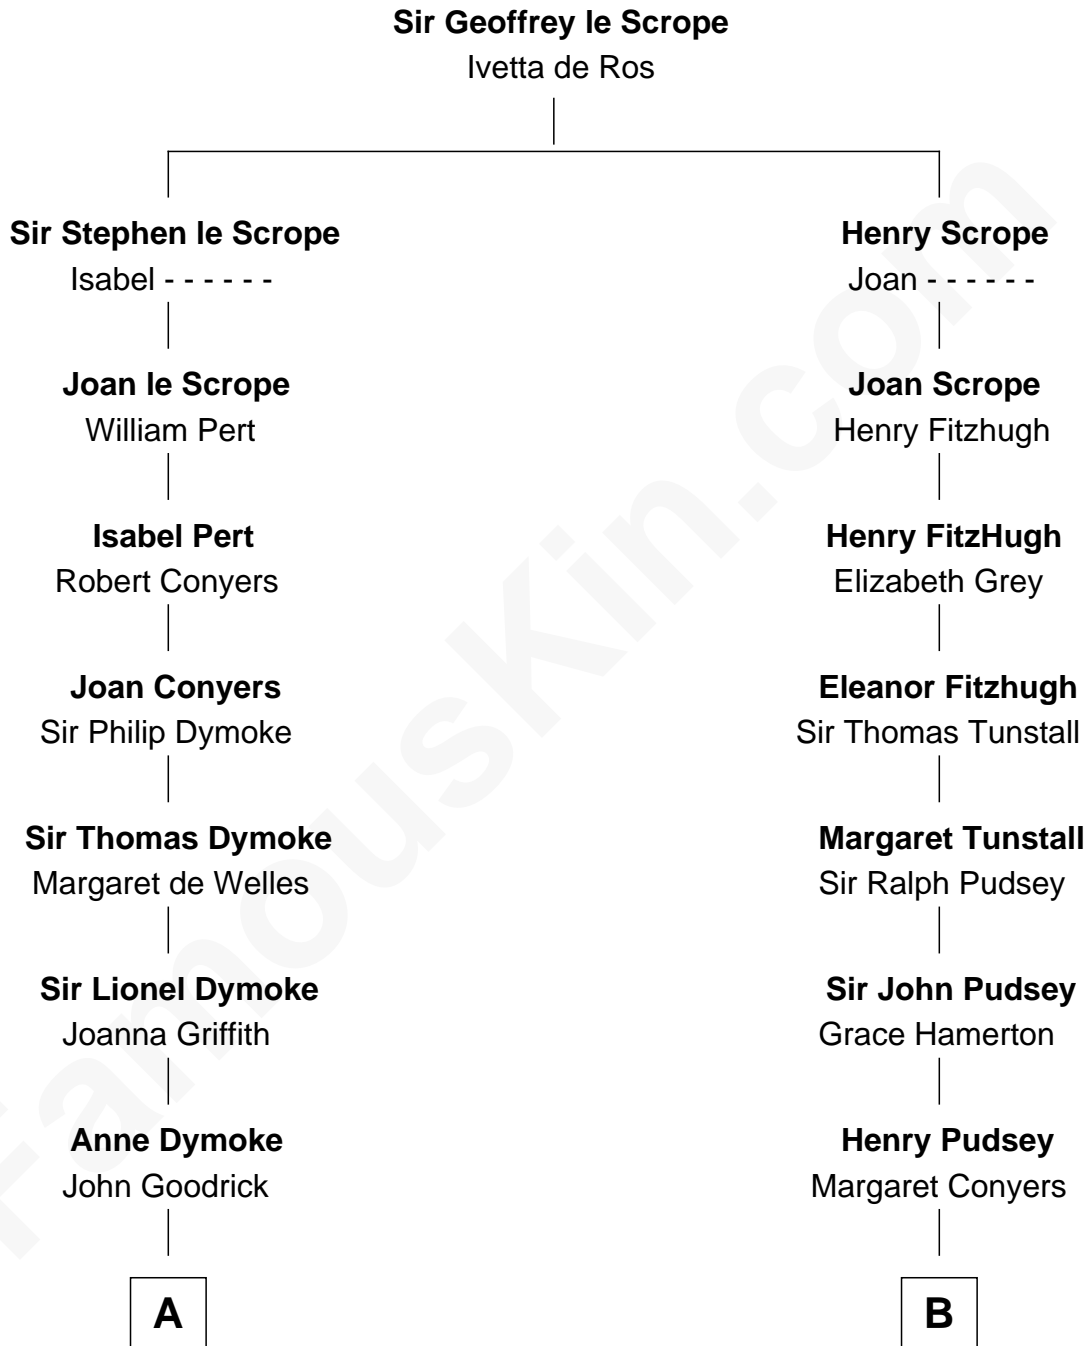 Sir Geoffrey le Scrope
Ivetta de Ros
Sir Stephen le Scrope
Isabel - - - - - -
Joan le Scrope
William Pert
Isabel Pert
Robert Conyers
Joan Conyers
Sir Philip Dymoke
Sir Thomas Dymoke
Margaret de Welles
Sir Lionel Dymoke
Joanna Griffith
Anne Dymoke
John Goodrick
A
Henry Scrope
Joan - - - - - -
Joan Scrope
Henry Fitzhugh
Henry FitzHugh
Elizabeth Grey
Eleanor Fitzhugh
Sir Thomas Tunstall
Margaret Tunstall
Sir Ralph Pudsey
Sir John Pudsey
Grace Hamerton
Henry Pudsey
Margaret Conyers
B
FamousKin.com